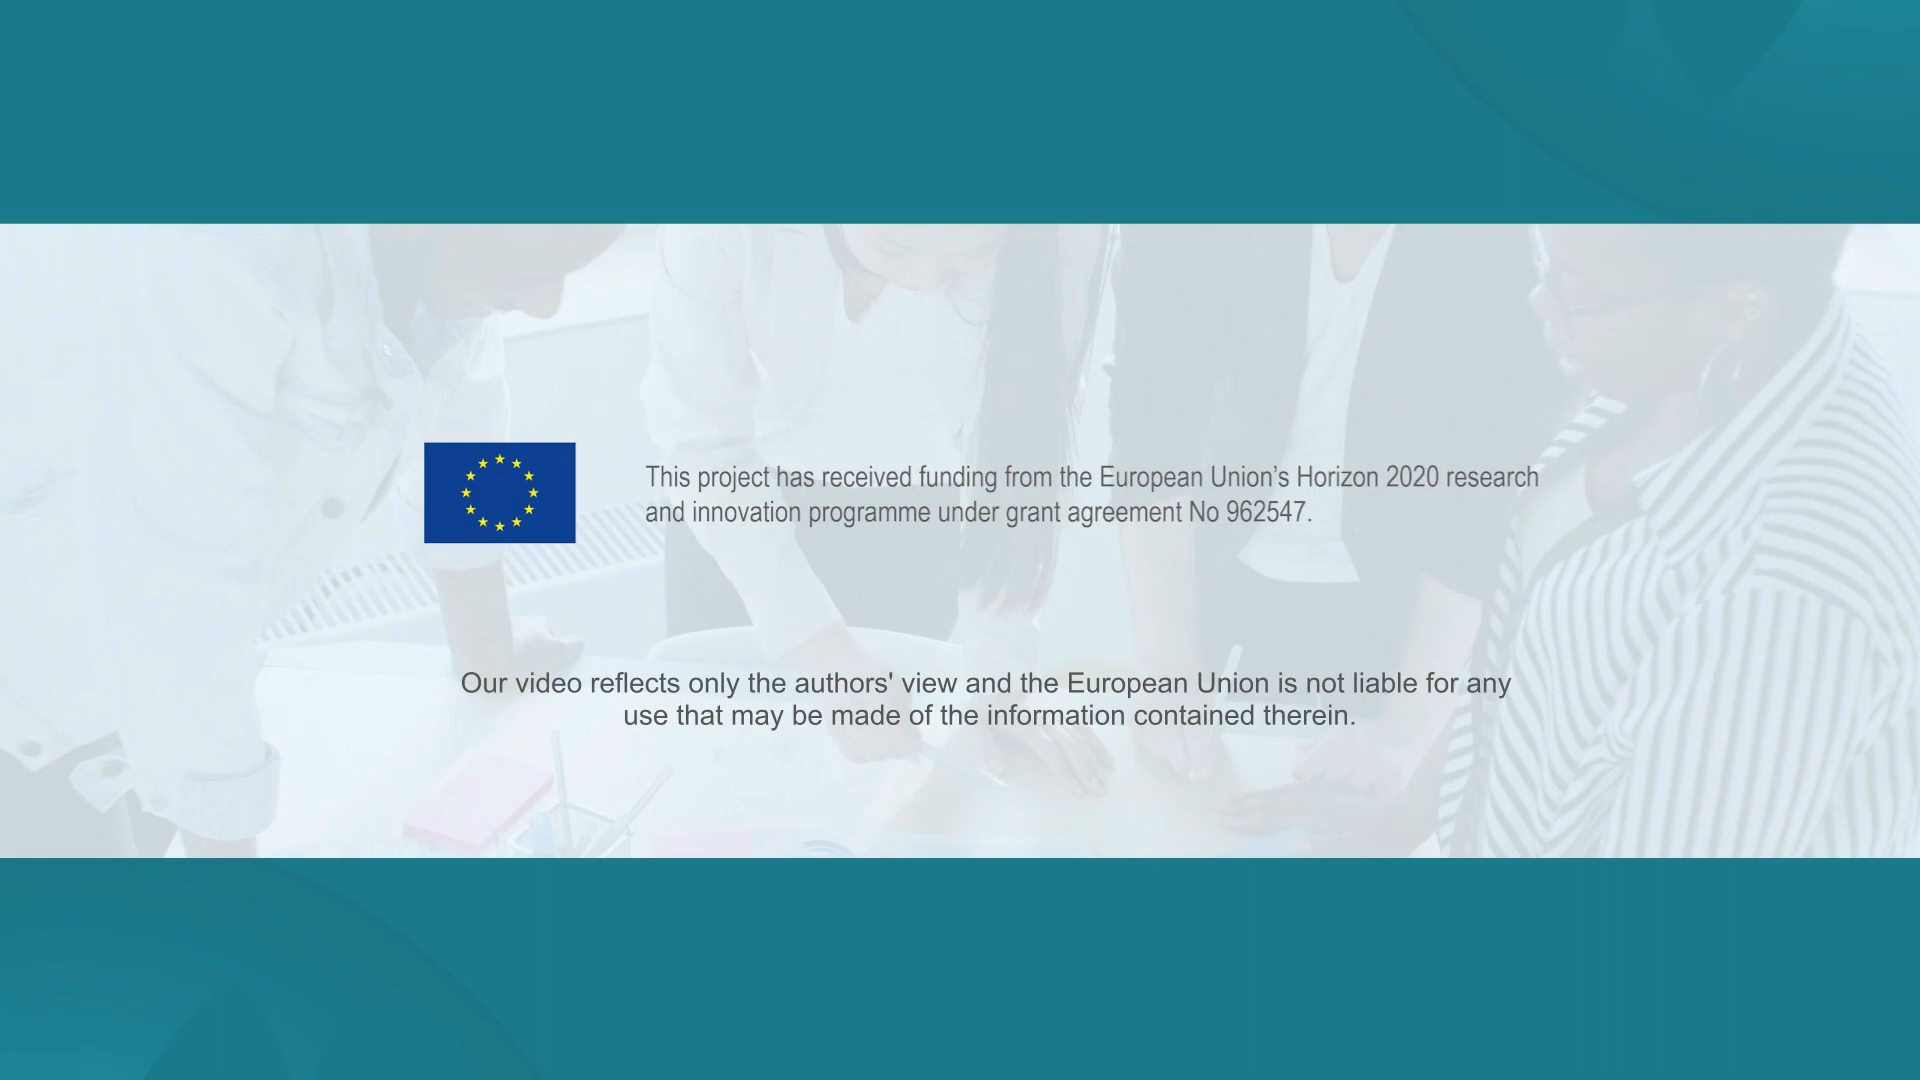 This project has received funding from the European Union’s Horizon 2020 research
and innovation programme under grant agreement No 962547.
Our video reflects only the authors' view and the European Union is not liable for any
use that may be made of the information contained therein.